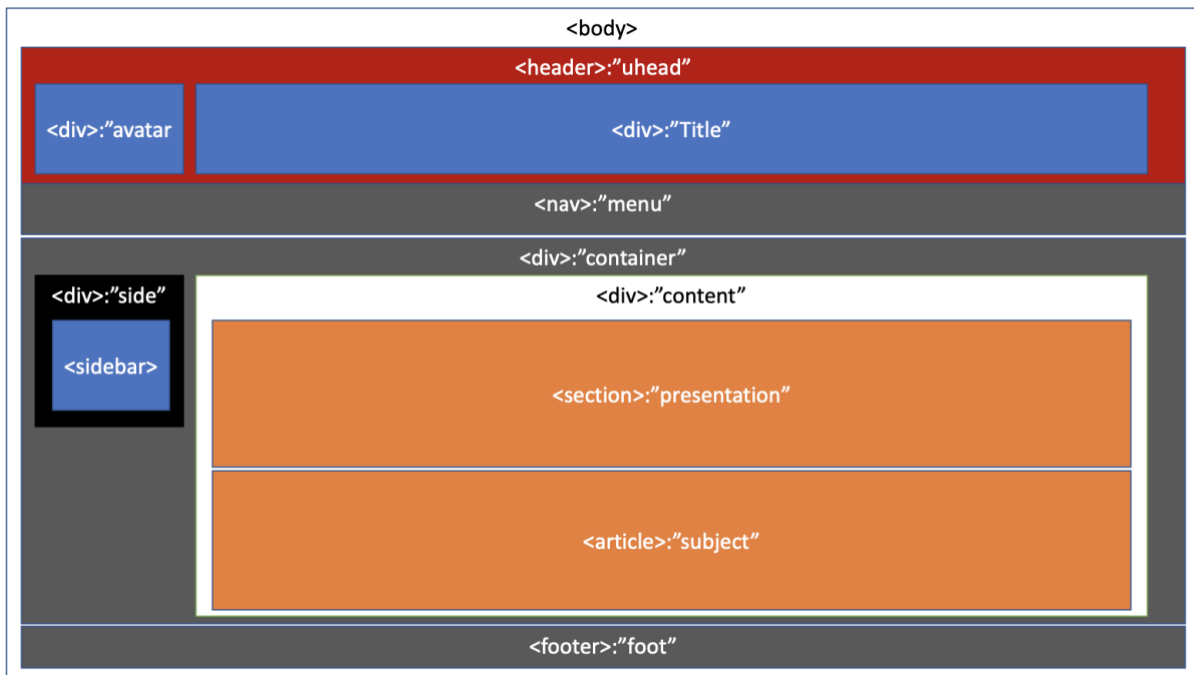 <body>
<header>:”uhead”
<div>:”avatar
<div>:”Title”
<nav>:”menu”
<div>:”container”
<div>:”side”
<div>:”content”
<sidebar>
<section>:”presentation”
<article>:”subject”
<footer>:”foot”